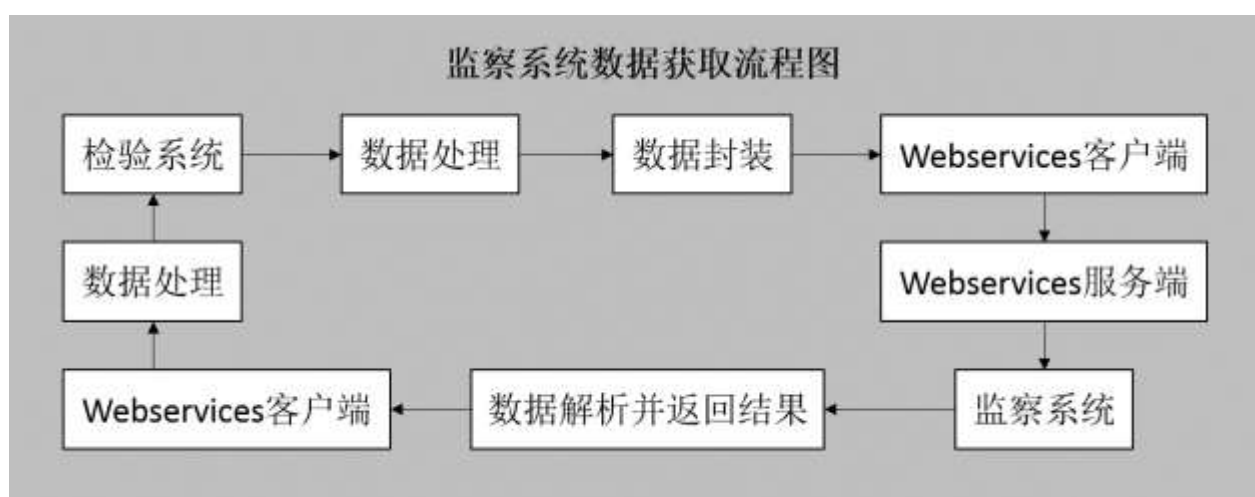 监察系统数据获取流程图
检验系统
数据处理
数据封装
Webservices客户端
数据处理
Webservices服务端
Webservices客户端
数据解析并返回结果
监察系统